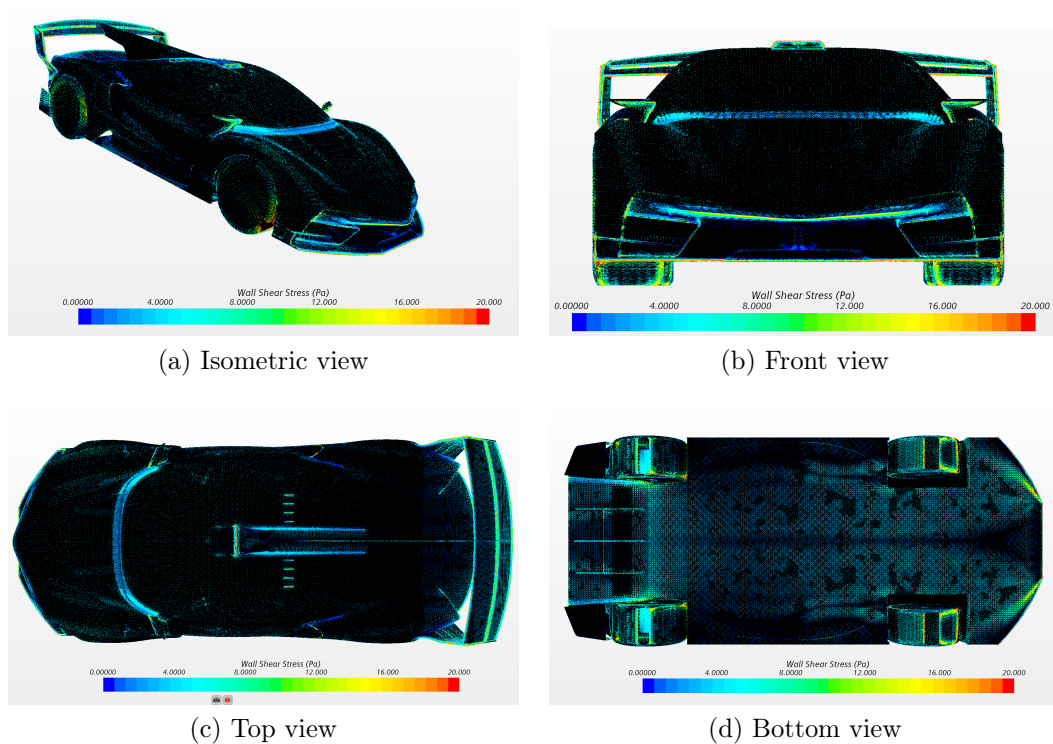 Wall Shear Stress (Pa)
0.00000 4.0000 8.0000 12.000 16.000 20.000
(a) Isometric view
Wall Shear Stress (Pa)
0.00000 4.0000 8.0000 12.000 16.000 20.000
(b) Front view
Wall Shear Stress (Pa)
0.00000 4.0000 8.0000 12.000 16.000 20.000
(c) Top view
Wall Shear Stress (Pa)
0.00000 4.0000 8.0000 12.000 16.000 20.000
(d) Bottom view